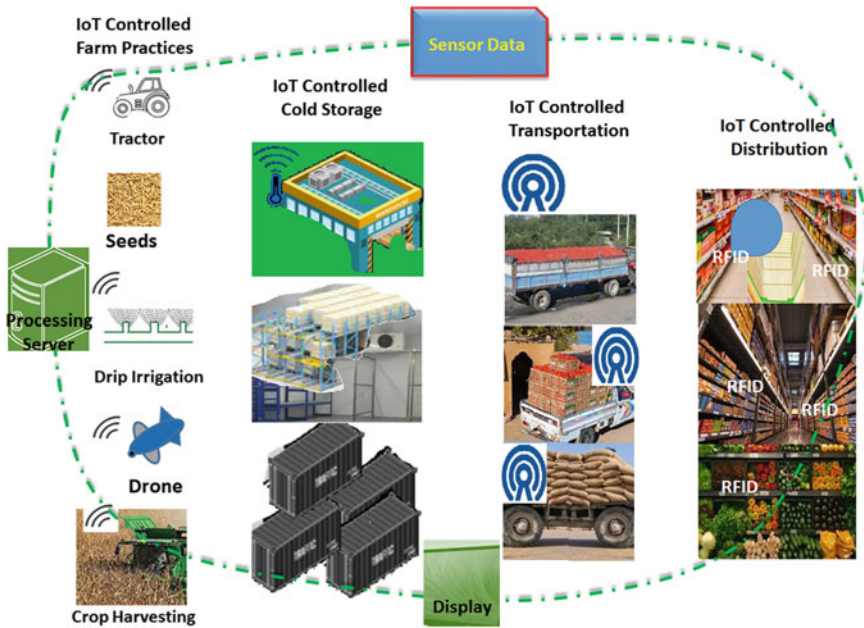 IoT Controlled
Farm Practices
Sensor Data
IoT Controlled
Cold Storage
IoT Controlled
Transportation
IoT Controlled
Distribution
Tractor
Seeds
RFID
RFID
Processing
Server
Drip Irrigation
RFID
RFID
Drone
RFID
Crop Harvesting
Display